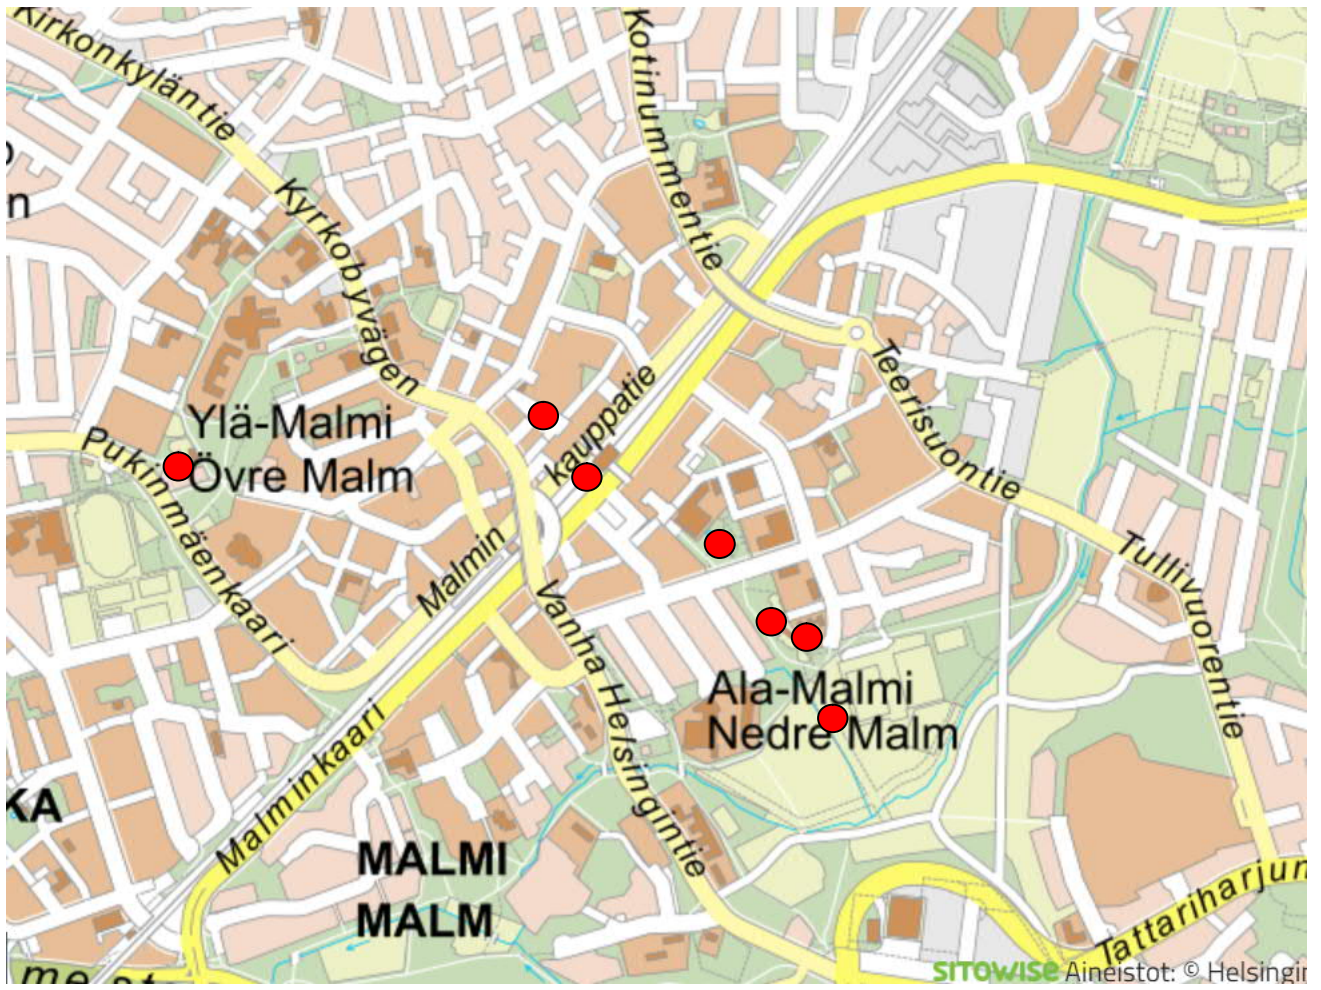 Kirkonkyläntie
Kotinummentie
n
Kyrkobyvägen
Teerisuontie
kauppatie
Ylä-Malmi
Övre Malm
Pukinmäenkaari
Malmin
Vanha Helsingintie
Tullivuorentie
Ala-Malmi
Nedre Malm
Malminkaari
KA
MALMI
MALM
Tattariharjun
SITOWISE Aineistot: © Helsingin